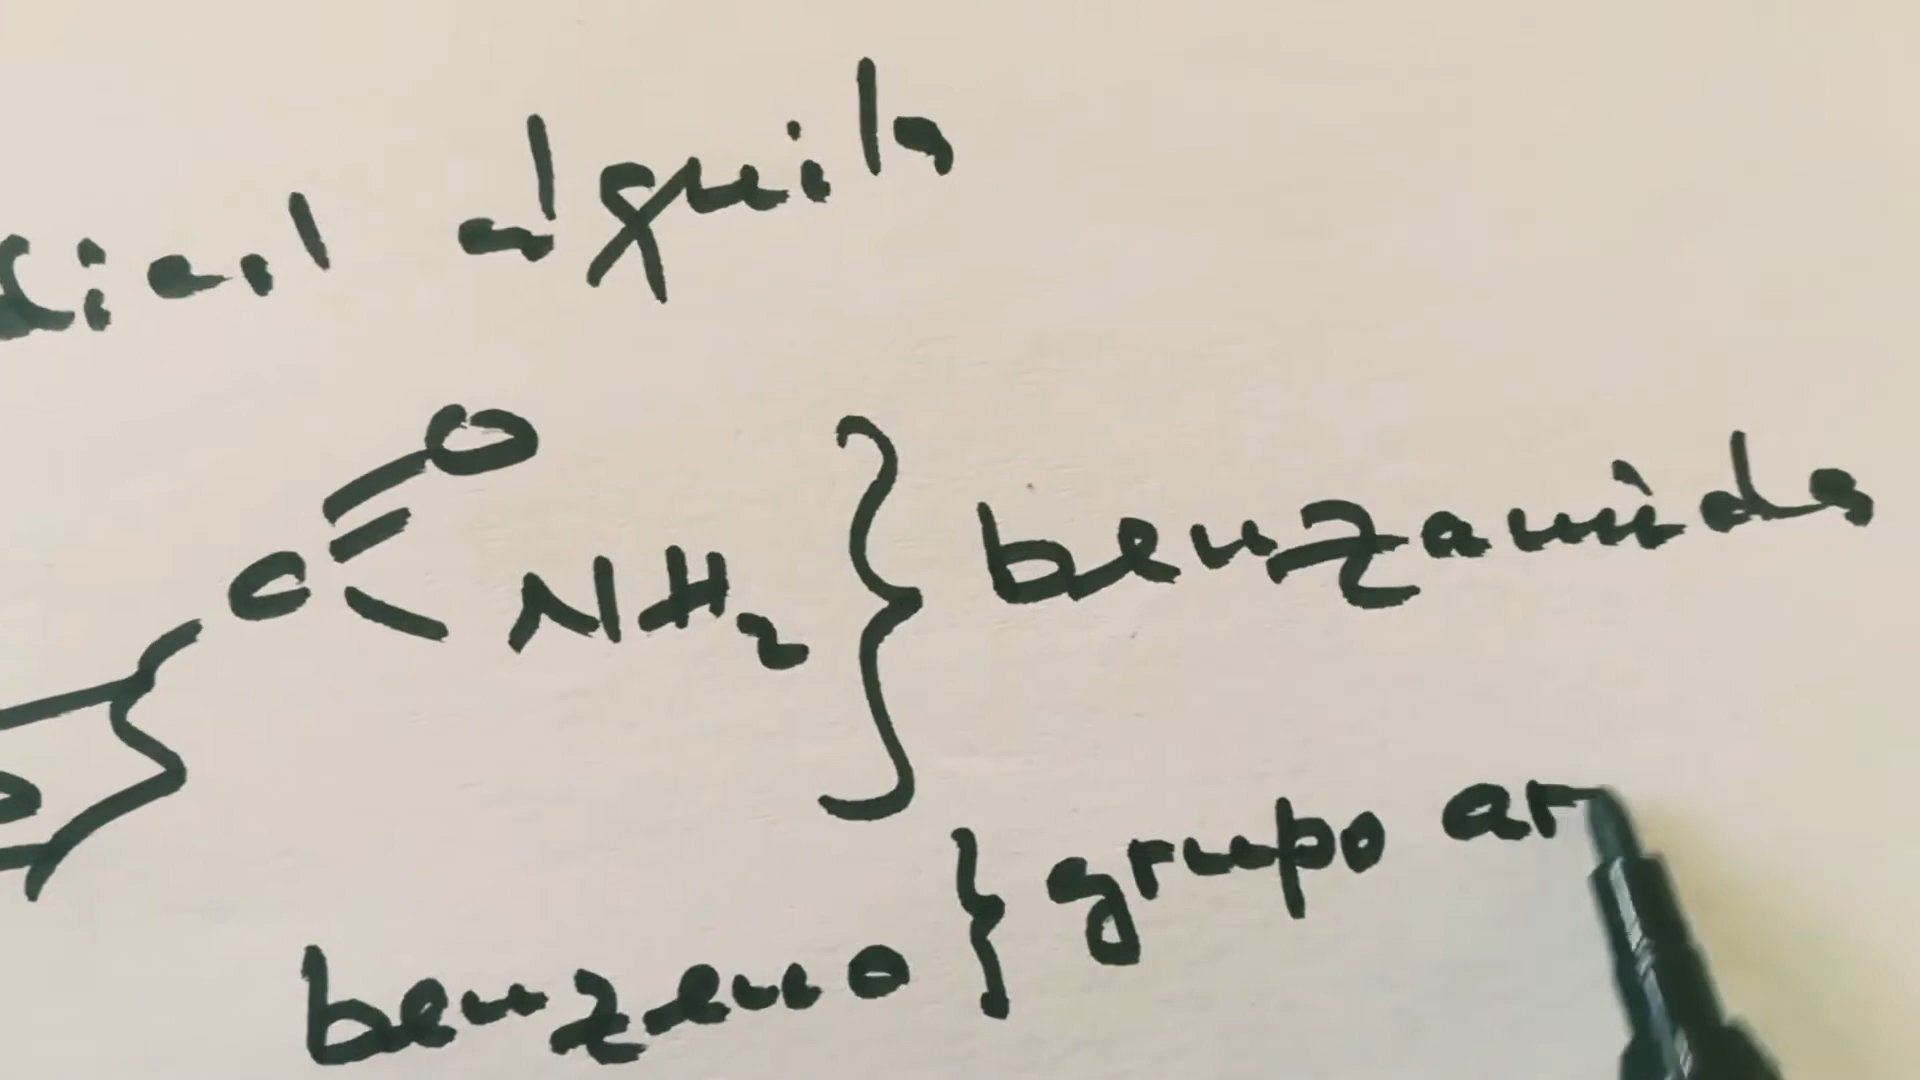 alquila
O
C
NH2 } benzamida
benzeno } grupo ar